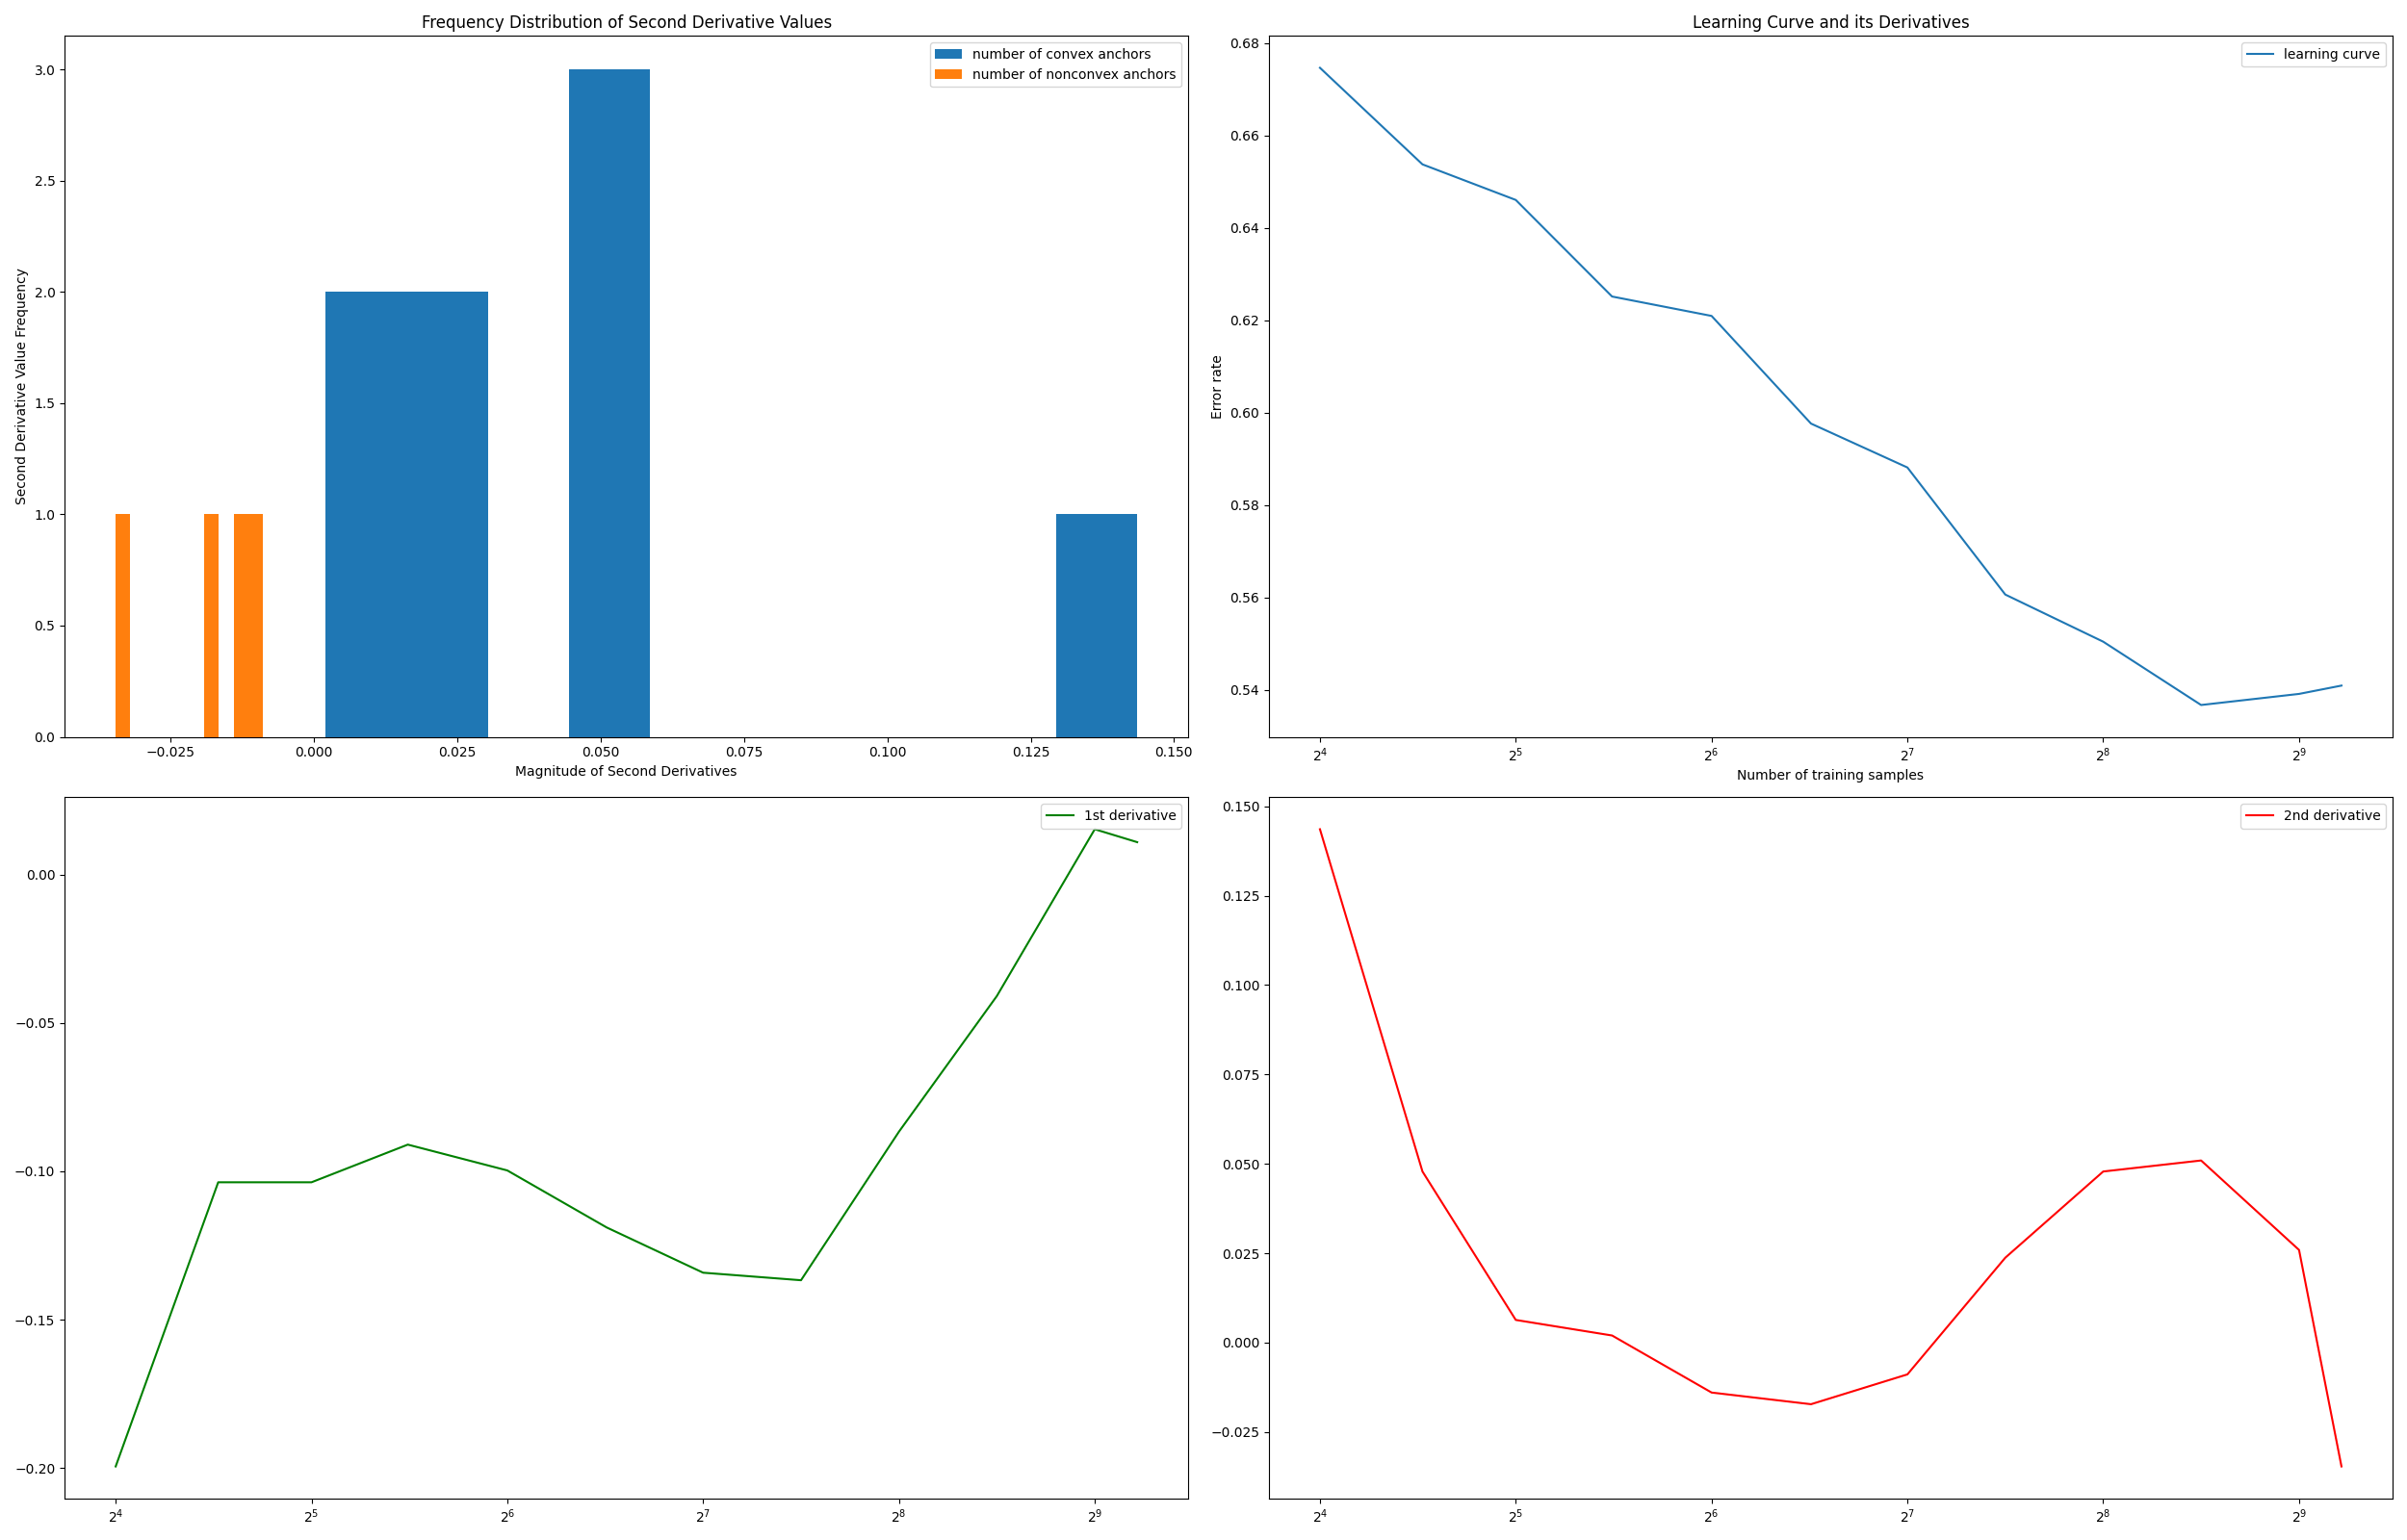 Frequency Distribution of Second Derivative Values
number of convex anchors
number of nonconvex anchors
Second Derivative Value Frequency
3.0
2.5
2.0
1.5
1.0
0.5
0.0
−0.025 0.000 0.025 0.050 0.075 0.100 0.125 0.150
Magnitude of Second Derivatives
Learning Curve and its Derivatives
learning curve
Error rate
0.68
0.66
0.64
0.62
0.60
0.58
0.56
0.54
2⁴ 2⁵ 2⁶ 2⁷ 2⁸ 2⁹
Number of training samples
1st derivative
0.00
−0.05
−0.10
−0.15
−0.20
2⁴ 2⁵ 2⁶ 2⁷ 2⁸ 2⁹
2nd derivative
0.150
0.125
0.100
0.075
0.050
0.025
0.000
−0.025
2⁴ 2⁵ 2⁶ 2⁷ 2⁸ 2⁹